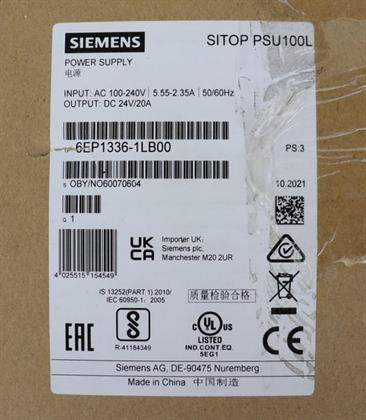 SIEMENS
SITOP PSU100L
POWER SUPPLY
电源
INPUT: AC 100-240V 5.55-2.35A 50/60Hz
OUTPUT: DC 24V/20A
6EP1336-1LB00
PS:3
S OBY/NO60070604
10.2021
Q 1
4 025515 154549
UK
CA
Importer UK:
Siemens plc,
Manchester M20 2UR
IS 13252(PART 1):2010/
IEC 60950-1: 2005
质量检验合格
EAC
S
R-41184349
c UL US
LISTED
IND.CONT.EQ.
5EG1
Siemens AG, DE-90475 Nuremberg
Made in China 中国制造